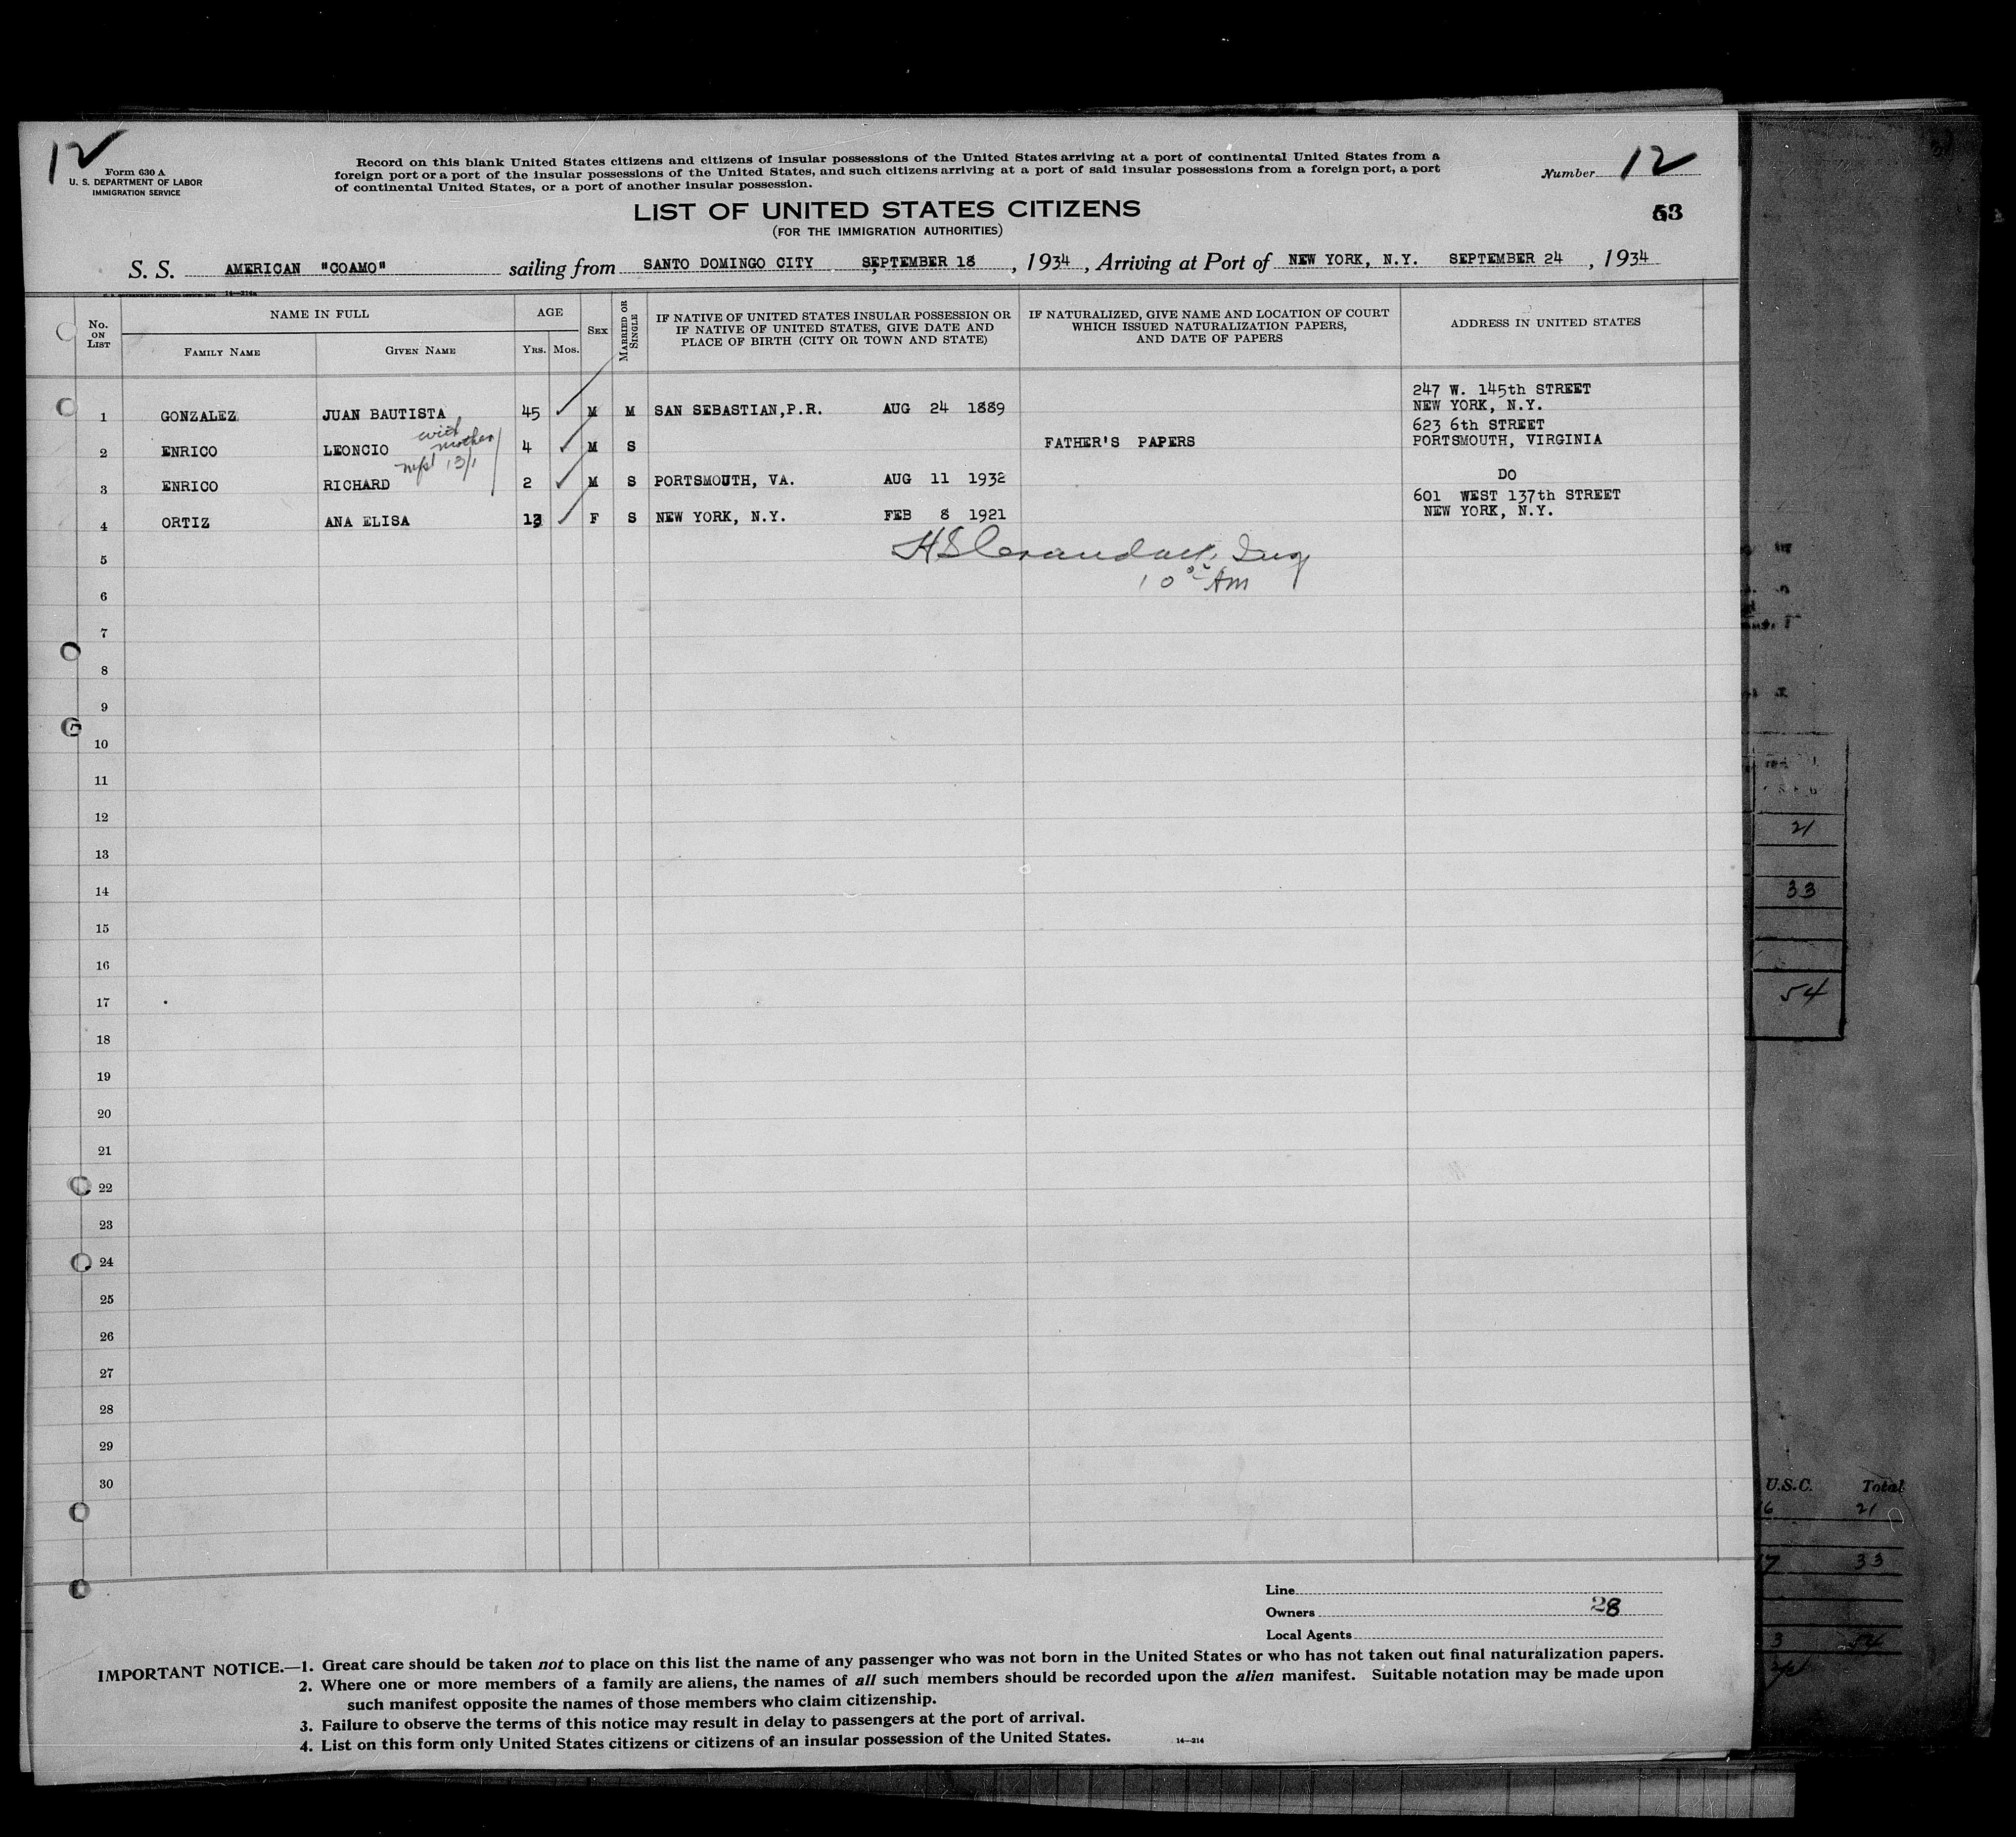 12
Form 630 A
U. S. DEPARTMENT OF LABOR
IMMIGRATION SERVICE
Record on this blank United States citizens and citizens of insular possessions of the United States arriving at a port of continental United States from a
foreign port or a port of the insular possessions of the United States, and such citizens arriving at a port of said insular possessions from a foreign port, a port
of continental United States, or a port of another insular possession.
Number 12
LIST OF UNITED STATES CITIZENS
53
(FOR THE IMMIGRATION AUTHORITIES)
S. S. AMERICAN "COAMO" sailing from SANTO DOMINGO CITY SEPTEMBER 18, 1934, Arriving at Port of NEW YORK, N.Y. SEPTEMBER 24, 1934
No. ON LIST
NAME IN FULL
FAMILY NAME GIVEN NAME
AGE
YRS. MOS.
SEX
MARRIED OR SINGLE
IF NATIVE OF UNITED STATES INSULAR POSSESSION OR
IF NATIVE OF UNITED STATES, GIVE DATE AND
PLACE OF BIRTH (CITY OR TOWN AND STATE)
IF NATURALIZED, GIVE NAME AND LOCATION OF COURT
WHICH ISSUED NATURALIZATION PAPERS,
AND DATE OF PAPERS
ADDRESS IN UNITED STATES
1 GONZALEZ JUAN BAUTISTA 45 M M SAN SEBASTIAN,P.R. AUG 24 1889 247 W. 145th STREET
NEW YORK, N.Y.
with mother
13/1
2 ENRICO LEONCIO 4 M S FATHER'S PAPERS 623 6th STREET
PORTSMOUTH, VIRGINIA
3 ENRICO RICHARD 2 M S PORTSMOUTH, VA. AUG 11 1932 DO
4 ORTIZ ANA ELISA 13 F S NEW YORK, N.Y. FEB 8 1921 601 WEST 137th STREET
NEW YORK, N.Y.
10 AM
5
6
7
8
9
10
11
12
13
14
15
16
17
18
19
20
21
22
23
24
25
26
27
28
29
30
Line
Owners 28
Local Agents
IMPORTANT NOTICE.—1. Great care should be taken not to place on this list the name of any passenger who was not born in the United States or who has not taken out final naturalization papers.
2. Where one or more members of a family are aliens, the names of all such members should be recorded upon the alien manifest. Suitable notation may be made upon
such manifest opposite the names of those members who claim citizenship.
3. Failure to observe the terms of this notice may result in delay to passengers at the port of arrival.
4. List on this form only United States citizens or citizens of an insular possession of the United States.
14—214
21
33
54
U.S.C. Total
6 21
7 33
3 54